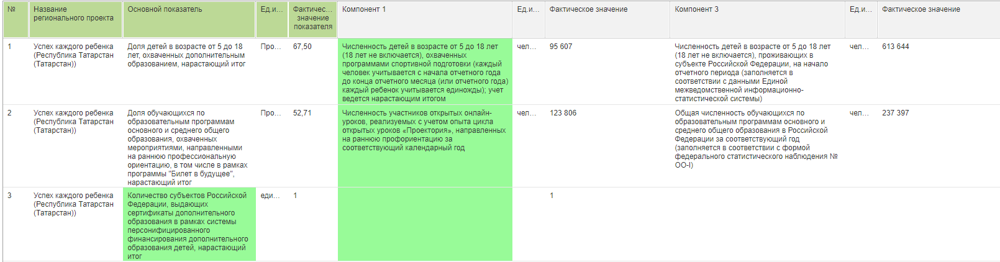 №
Название
регионального проекта
Основной показатель
Ед.и...
Фактичес...
значение
показателя
Компонент 1
Ед.и...
Фактическое значение
Компонент 3
Ед.и...
Фактическое значение
1
Успех каждого ребенка
(Республика Татарстан
(Татарстан))
Доля детей в возрасте от 5 до 18
лет, охваченных дополнительным
образованием, нарастающий итог
Про...
67,50
Численность детей в возрасте от 5 до 18 лет
(18 лет не включается), охваченных
программами спортивной подготовки (каждый
человек учитывается с начала отчетного года
до конца отчетного месяца (или отчетного года)
каждый ребенок учитывается единожды); учет
ведется нарастающим итогом
чел...
95 607
Численность детей в возрасте от 5 до 18 лет
(18 лет не включается), проживающих в
субъекте Российской Федерации, на начало
отчетного периода (заполняется в
соответствии с данными Единой
межведомственной информационно-
статистической системы)
чел...
613 644
2
Успех каждого ребенка
(Республика Татарстан
(Татарстан))
Доля обучающихся по
образовательным программам
основного и среднего общего
образования, охваченных
мероприятиями, направленными
на раннюю профессиональную
ориентацию, в том числе в рамках
программы "Билет в будущее",
нарастающий итог
Про...
52,71
Численность участников открытых онлайн-
уроков, реализуемых с учетом опыта цикла
открытых уроков «Проектория», направленных
на раннюю профориентацию за
соответствующий календарный год
чел...
123 806
Общая численность обучающихся по
образовательным программам основного и
среднего общего образования в Российской
Федерации за соответствующий год
(заполняется в соответствии с формой
федерального статистического наблюдения №
ОО-I)
чел...
237 397
3
Успех каждого ребенка
(Республика Татарстан
(Татарстан))
Количество субъектов Российской
Федерации, выдающих
сертификаты дополнительного
образования в рамках системы
персонифицированного
финансирования дополнительного
образования детей, нарастающий
итог
еди...
1
1